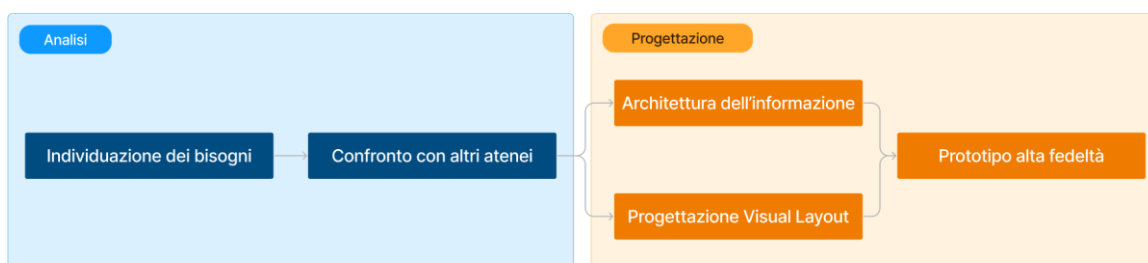 Analisi
Progettazione
Individuazione dei bisogni
Confronto con altri atenei
Architettura dell'informazione
Progettazione Visual Layout
Prototipo alta fedeltà